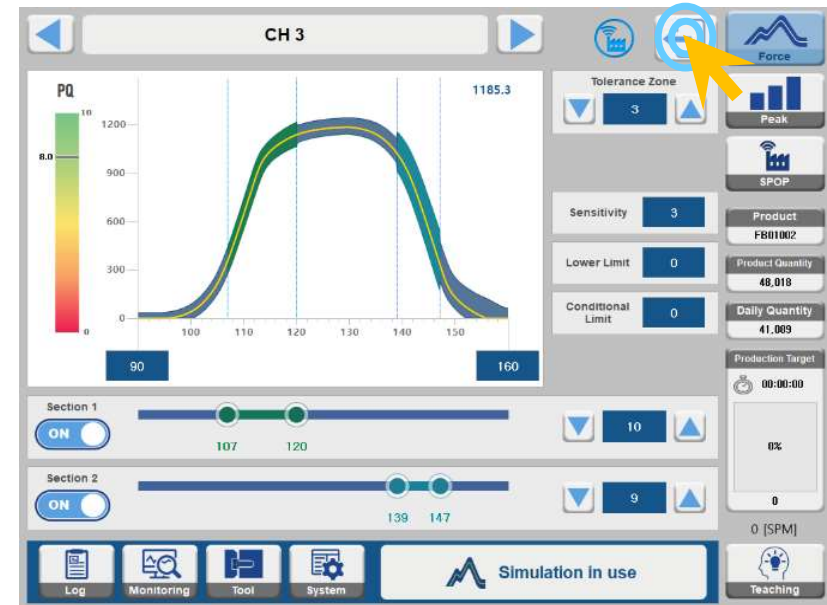 CH 3
Force
PQ
10
8.0
0
1185.3
1200
900
600
300
0
100 110 120 130 140 150
90
160
Tolerance Zone
3
Sensitivity 3
Lower Limit 0
Conditional
Limit
0
Peak
SPOP
Product
FB01002
Product Quantity
48,018
Daily Quantity
41,089
Production Target
00:00:00
0%
0
0 [SPM]
Section 1
ON
107 120
10
Section 2
ON
139 147
9
Log
Monitoring
Tool
System
Simulation in use
Teaching